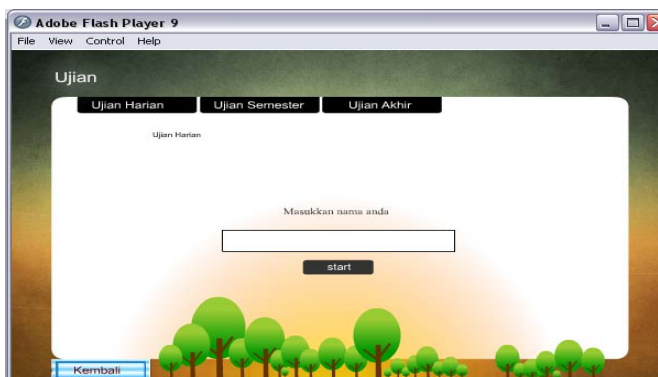 Adobe Flash Player 9
File View Control Help
Ujian
Ujian Harian Ujian Semester Ujian Akhir
Ujian Harian
Masukkan nama anda
start
Kembali